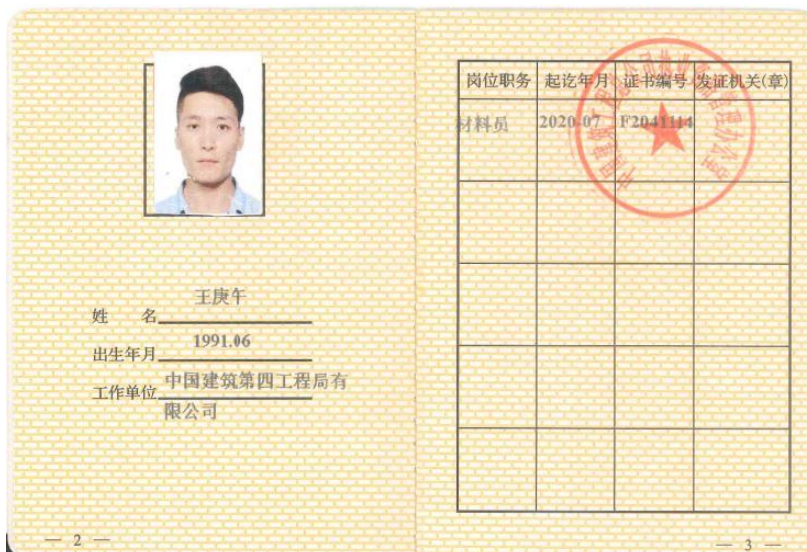 姓 名 王庚午
出生年月 1991.06
工作单位 中国建筑第四工程局有
限公司
— 2 —
岗位职务 起讫年月 证书编号 发证机关(章)
材料员 2020-07 F2041114
— 3 —